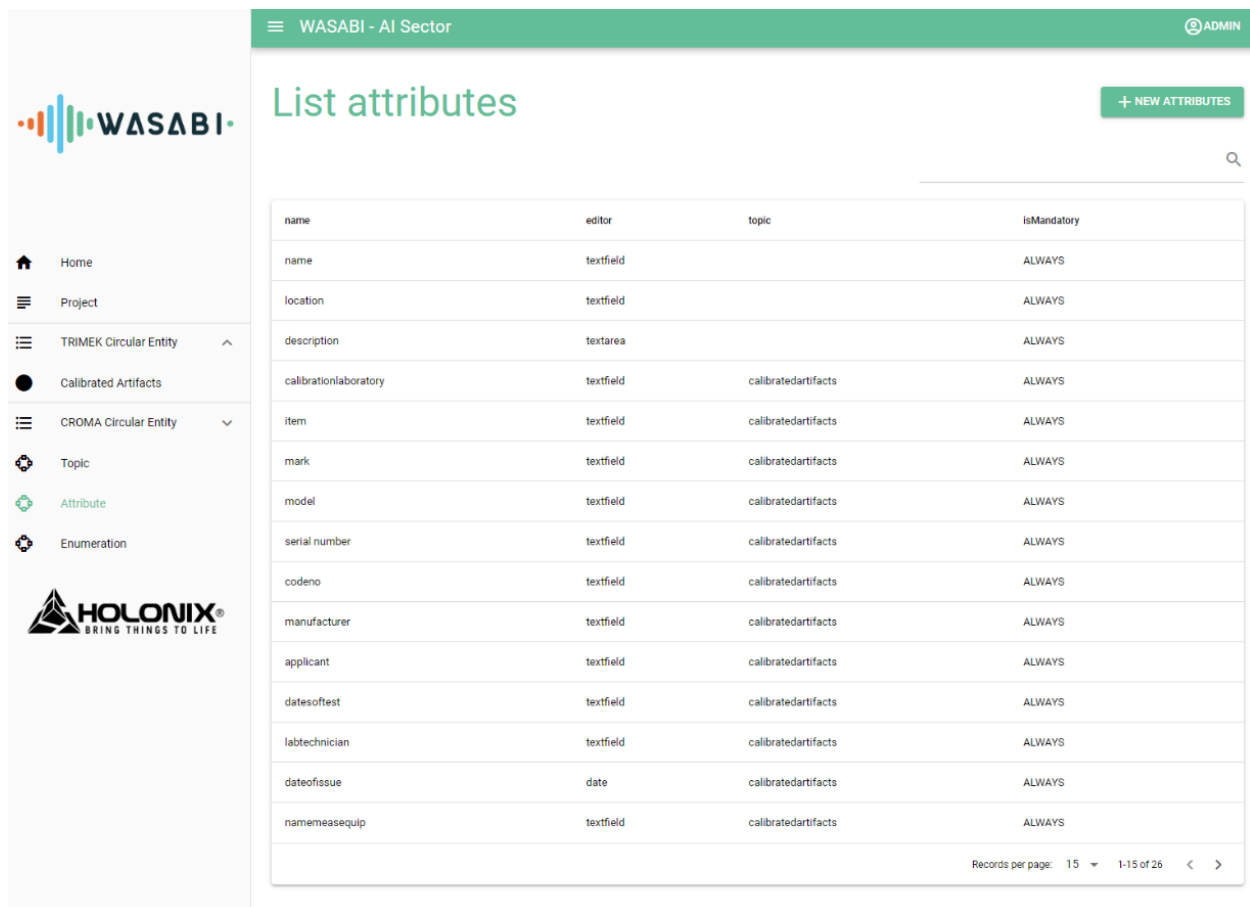 WASABI - AI Sector
ADMIN
WASABI
List attributes
+ NEW ATTRIBUTES
Home
Project
TRIMEK Circular Entity
Calibrated Artifacts
CROMA Circular Entity
Topic
Attribute
Enumeration
HOLONIX®
BRING THINGS TO LIFE
name editor topic isMandatory
name textfield ALWAYS
location textfield ALWAYS
description textarea ALWAYS
calibrationlaboratory textfield calibratedartifacts ALWAYS
item textfield calibratedartifacts ALWAYS
mark textfield calibratedartifacts ALWAYS
model textfield calibratedartifacts ALWAYS
serial number textfield calibratedartifacts ALWAYS
codeno textfield calibratedartifacts ALWAYS
manufacturer textfield calibratedartifacts ALWAYS
applicant textfield calibratedartifacts ALWAYS
datesoftest textfield calibratedartifacts ALWAYS
labtechnician textfield calibratedartifacts ALWAYS
dateofissue date calibratedartifacts ALWAYS
namemeasequip textfield calibratedartifacts ALWAYS
Records per page: 15 1-15 of 26